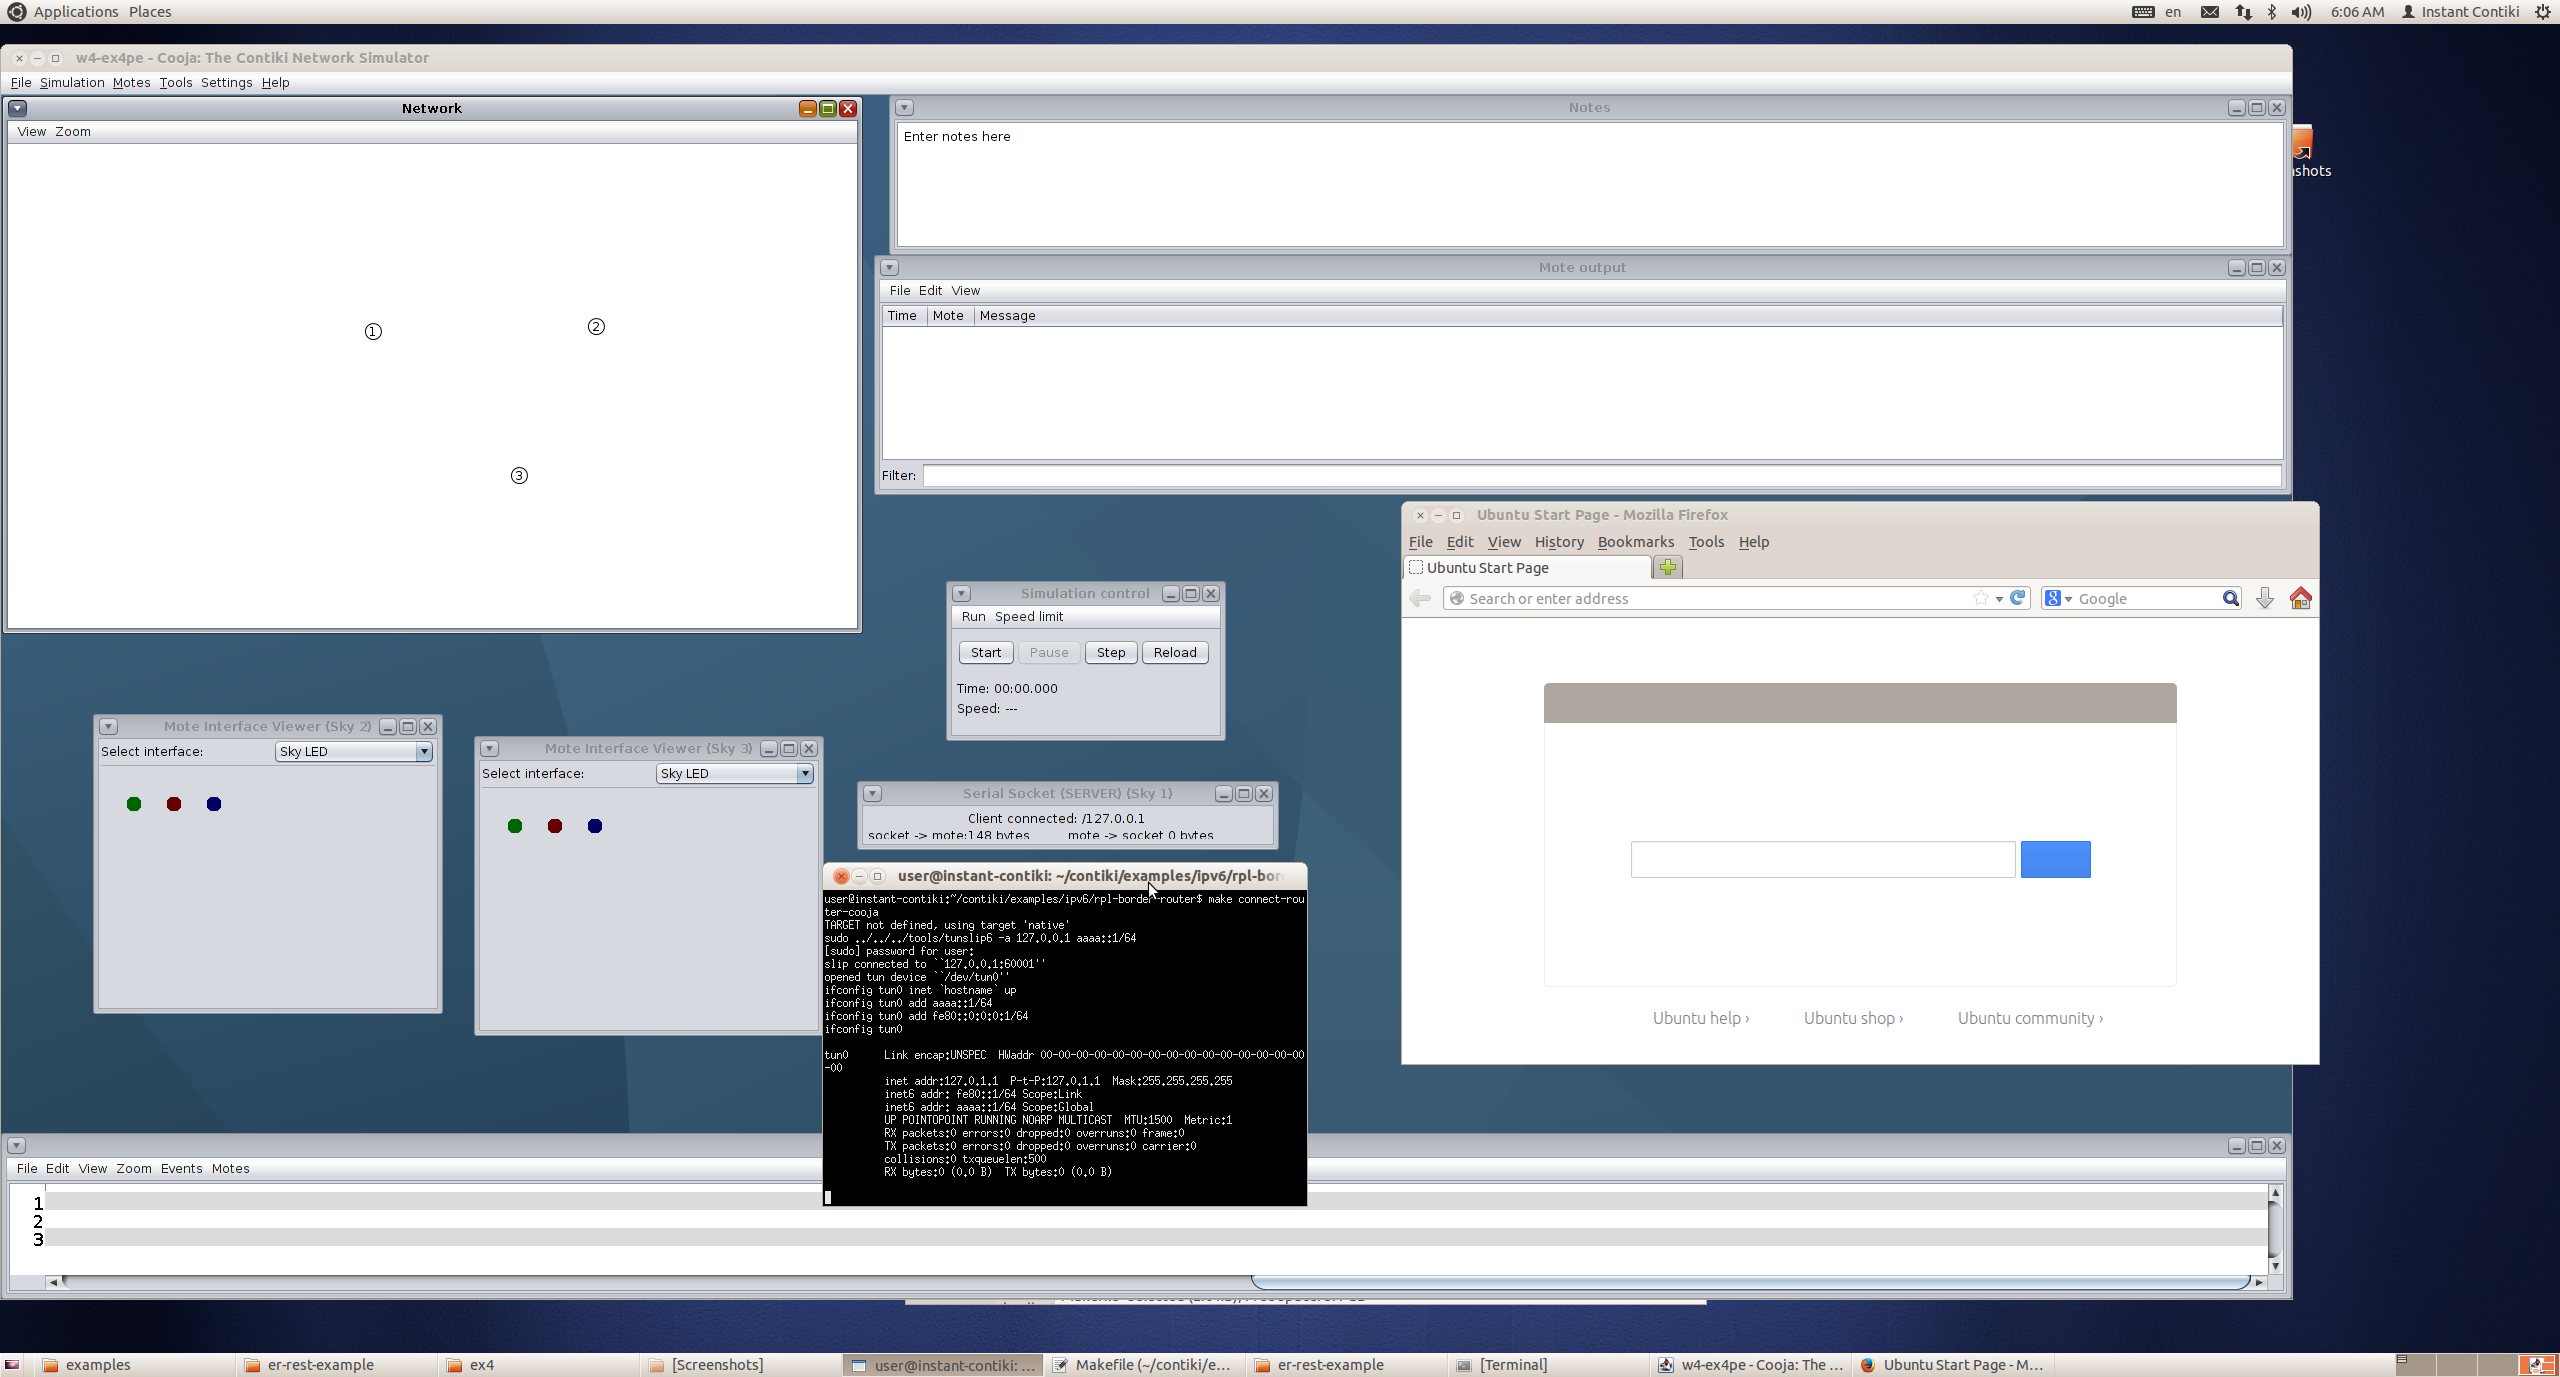 Applications Places
en 6:06 AM Instant Contiki
w4-ex4pe - Cooja: The Contiki Network Simulator
File Simulation Motes Tools Settings Help
Network
View Zoom
1
2
3
Notes
Enter notes here
shots
Mote output
File Edit View
Time Mote Message
Filter:
Ubuntu Start Page - Mozilla Firefox
File Edit View History Bookmarks Tools Help
Ubuntu Start Page
Search or enter address
8 Google
Ubuntu help ›
Ubuntu shop ›
Ubuntu community ›
Simulation control
Run Speed limit
Start Pause Step Reload
Time: 00:00.000
Speed: ---
Mote Interface Viewer (Sky 2)
Select interface: Sky LED
Mote Interface Viewer (Sky 3)
Select interface: Sky LED
Serial Socket (SERVER) (Sky 1)
Client connected: /127.0.0.1
socket -> mote:148 bytes mote -> socket 0 bytes
user@instant-contiki: ~/contiki/examples/ipv6/rpl-bor
user@instant-contiki:~/contiki/examples/ipv6/rpl-border-router$ make connect-rou
ter-cooja
TARGET not defined, using target 'native'
sudo ../../../tools/tunslip6 -a 127.0.0.1 aaaa::1/64
[sudo] password for user:
slip connected to ``127.0.0.1:60001''
opened tun device ``/dev/tun0''
ifconfig tun0 inet `hostname` up
ifconfig tun0 add aaaa::1/64
ifconfig tun0 add fe80::0:0:0:1/64
ifconfig tun0
tun0 Link encap:UNSPEC HWaddr 00-00-00-00-00-00-00-00-00-00-00-00-00-00-00
-00
inet addr:127.0.1.1 P-t-P:127.0.1.1 Mask:255.255.255.255
inet6 addr: fe80::1/64 Scope:Link
inet6 addr: aaaa::1/64 Scope:Global
UP POINTOPOINT RUNNING NOARP MULTICAST MTU:1500 Metric:1
RX packets:0 errors:0 dropped:0 overruns:0 frame:0
TX packets:0 errors:0 dropped:0 overruns:0 carrier:0
collisions:0 txqueuelen:500
RX bytes:0 (0.0 B) TX bytes:0 (0.0 B)
File Edit View Zoom Events Motes
1
2
3
examples
er-rest-example
ex4
[Screenshots]
user@instant-contiki: ...
Makefile (~/contiki/e...
er-rest-example
[Terminal]
w4-ex4pe - Cooja: The ...
Ubuntu Start Page - M...